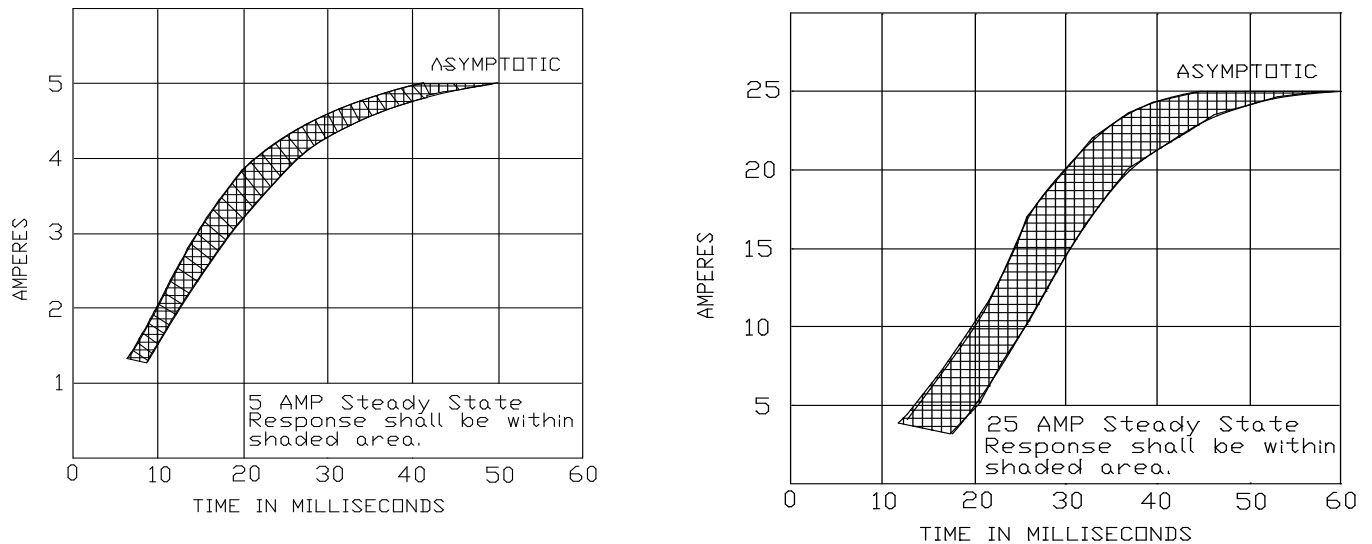 ASYMPTOTIC
5
4
3
2
1
AMPERES
5 AMP Steady State
Response shall be within
shaded area.
0 10 20 30 40 50 60
TIME IN MILLISECONDS
ASYMPTOTIC
25
20
15
10
5
AMPERES
25 AMP Steady State
Response shall be within
shaded area.
0 10 20 30 40 50 60
TIME IN MILLISECONDS